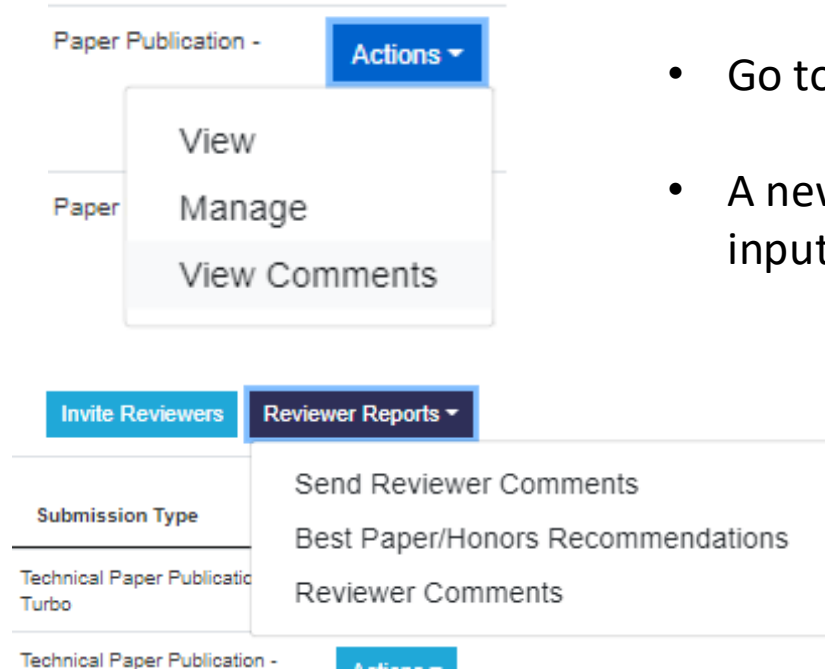 Paper Publication -
Actions
View
Manage
View Comments
Paper
• Go to
• A new
input
Invite Reviewers
Reviewer Reports
Send Reviewer Comments
Best Paper/Honors Recommendations
Reviewer Comments
Submission Type
Technical Paper
Turbo
Technical Paper Publication -
Actions